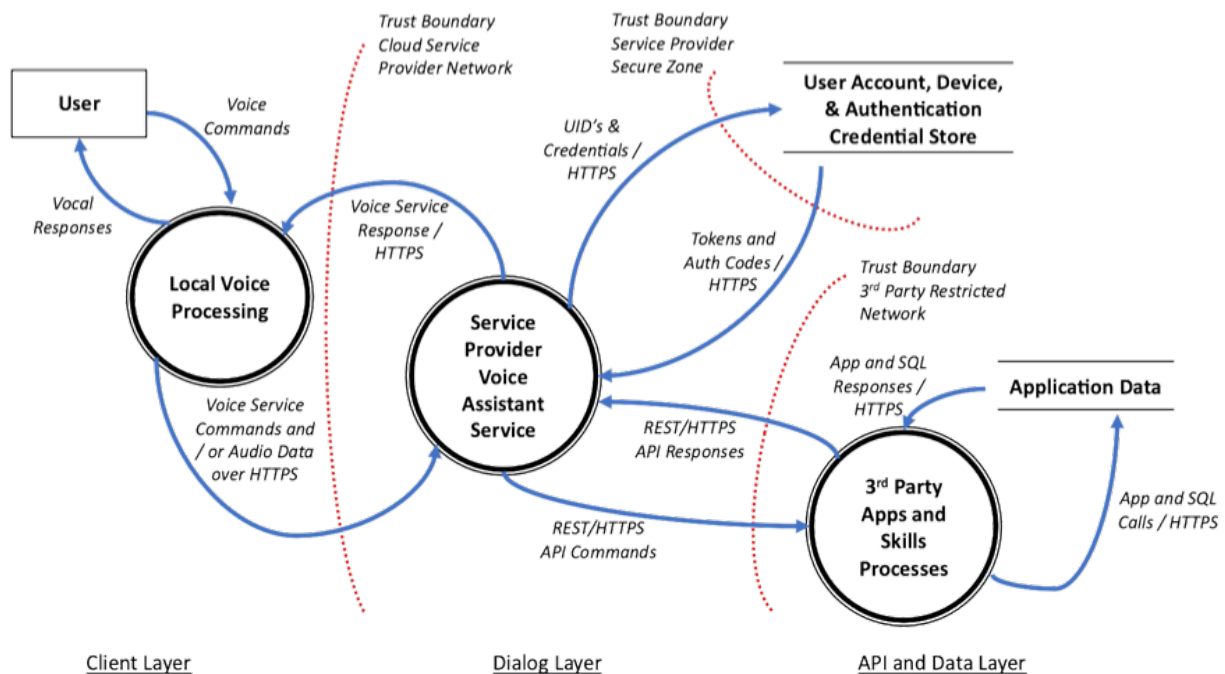 Trust Boundary
Cloud Service
Provider Network
Trust Boundary
Service Provider
Secure Zone
User
Voice
Commands
Vocal
Responses
Local Voice
Processing
Voice Service
Response /
HTTPS
UID's &
Credentials /
HTTPS
User Account, Device,
& Authentication
Credential Store
Tokens and
Auth Codes /
HTTPS
Trust Boundary
3rd Party Restricted
Network
Service
Provider
Voice
Assistant
Service
Voice Service
Commands and
/ or Audio Data
over HTTPS
App and SQL
Responses /
HTTPS
Application Data
REST/HTTPS
API Responses
REST/HTTPS
API Commands
3rd Party
Apps and
Skills
Processes
App and SQL
Calls / HTTPS
Client Layer
Dialog Layer
API and Data Layer